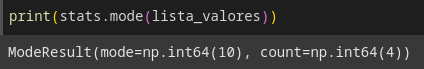 print(stats.mode(lista_valores))
ModeResult(mode=np.int64(10), count=np.int64(4))